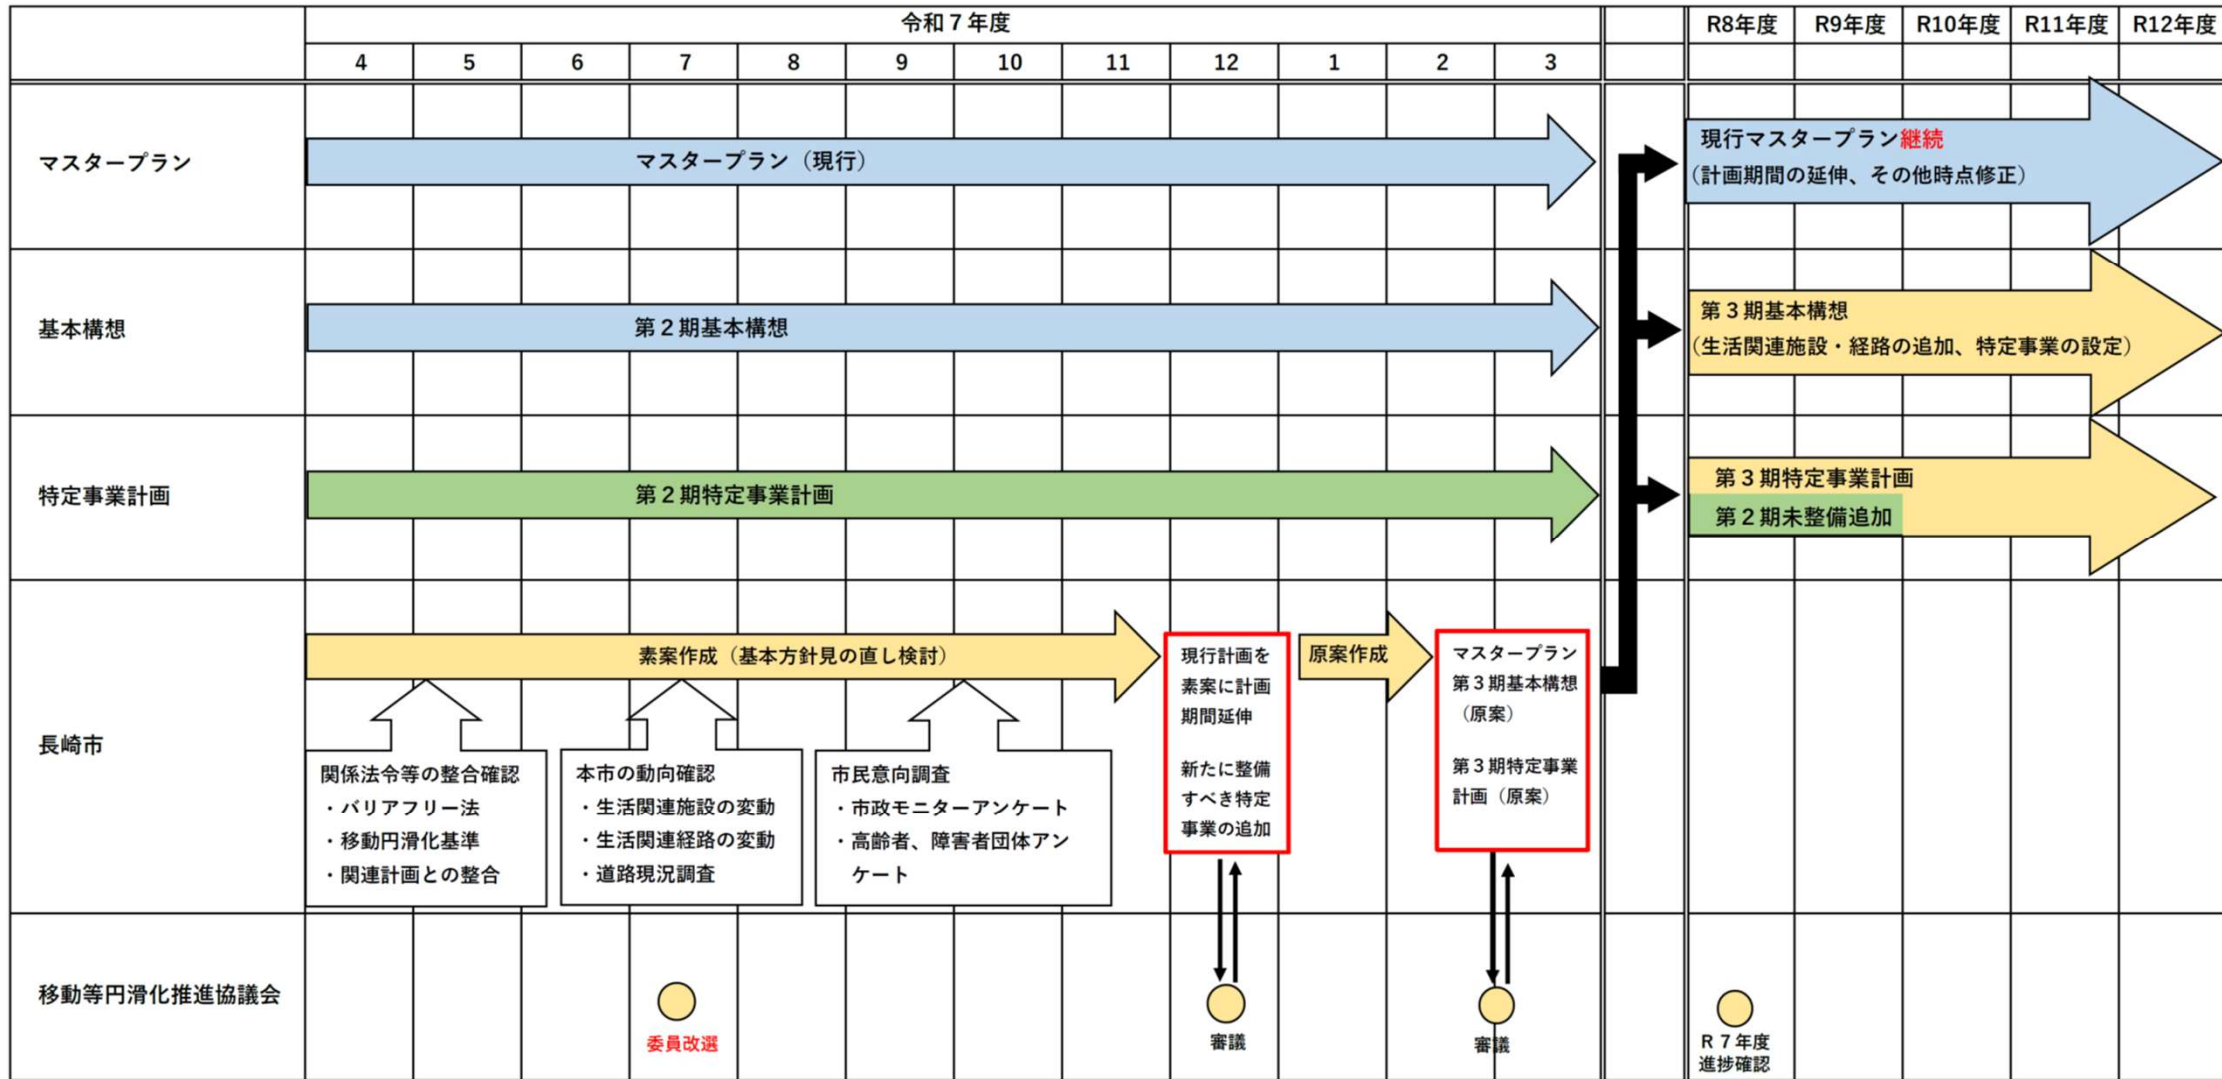 令和７年度
R8年度 R9年度 R10年度 R11年度 R12年度
4 5 6 7 8 9 10 11 12 1 2 3
マスタープラン
マスタープラン（現行）
現行マスタープラン継続
（計画期間の延伸、その他時点修正）
基本構想
第２期基本構想
第３期基本構想
（生活関連施設・経路の追加、特定事業の設定）
特定事業計画
第２期特定事業計画
第３期特定事業計画
第２期未整備追加
長崎市
素案作成（基本方針見の直し検討）
関係法令等の整合確認
・バリアフリー法
・移動円滑化基準
・関連計画との整合
本市の動向確認
・生活関連施設の変動
・生活関連経路の変動
・道路現況調査
市民意向調査
・市政モニターアンケート
・高齢者、障害者団体アン
ケート
現行計画を
素案に計画
期間延伸
新たに整備
すべき特定
事業の追加
原案作成
マスタープラン
第３期基本構想
（原案）
第３期特定事業
計画（原案）
移動等円滑化推進協議会
委員改選
審議
審議
R７年度
進捗確認